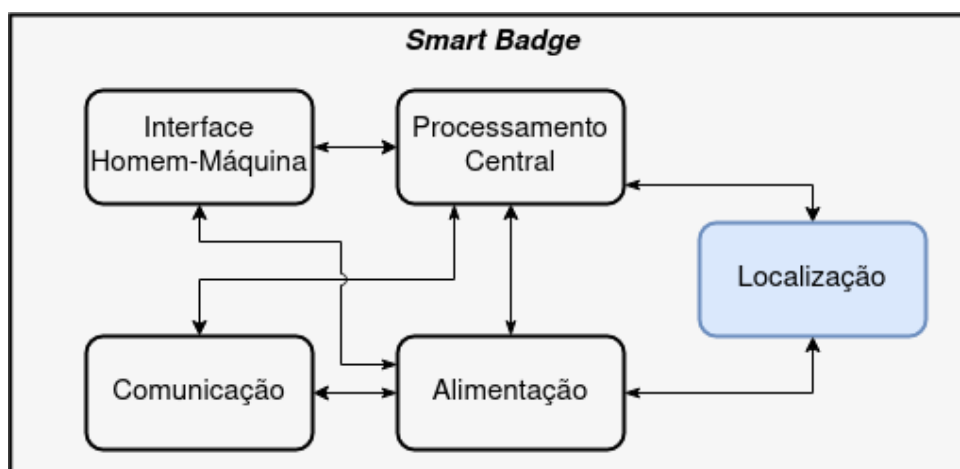 Smart Badge
Interface
Homem-Máquina
Processamento
Central
Localização
Comunicação
Alimentação